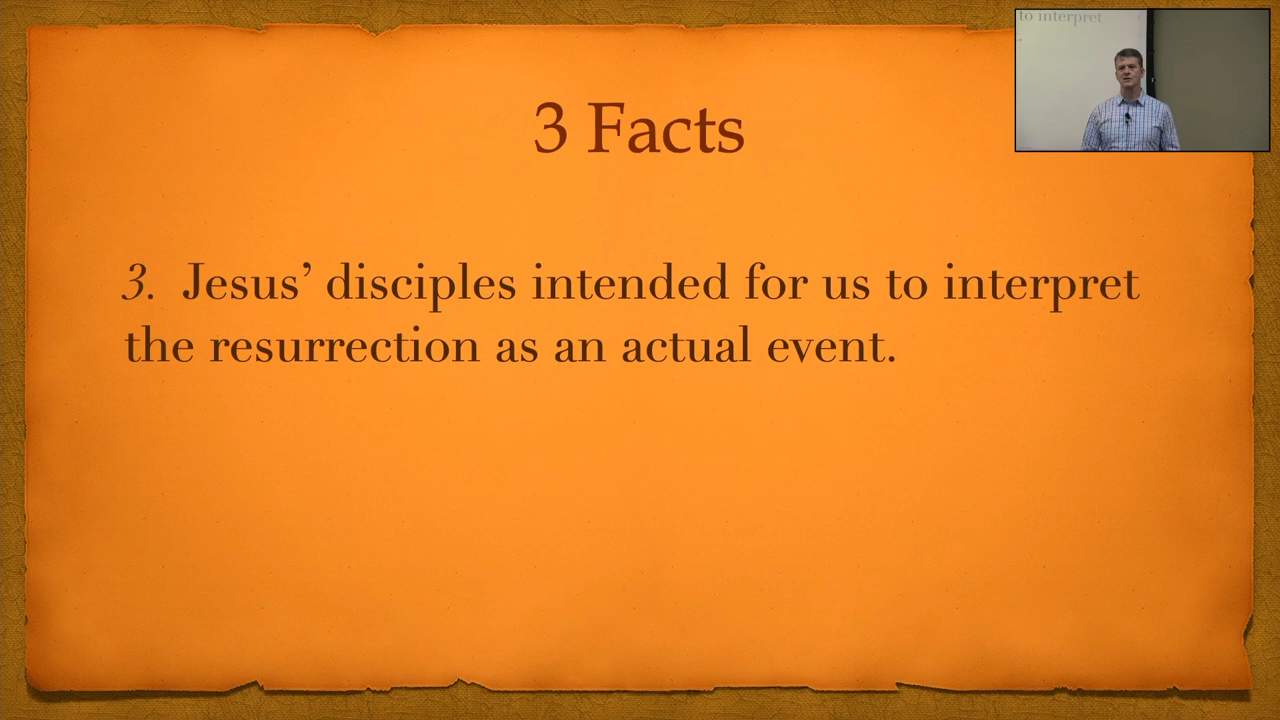 3 Facts
to interpret
3. Jesus’ disciples intended for us to interpret
the resurrection as an actual event.